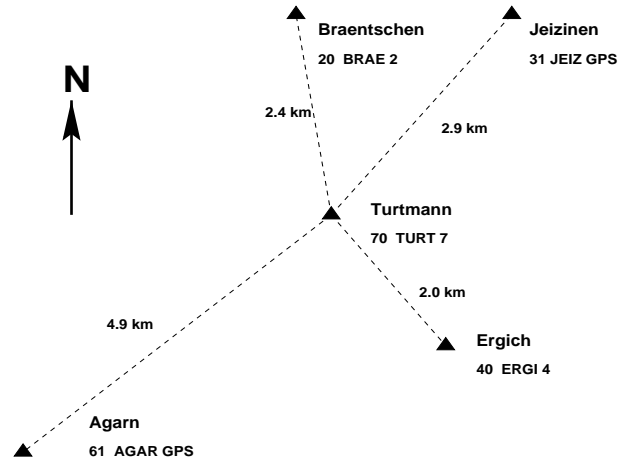 Braentschen
20 BRAE 2
Jeizinen
31 JEIZ GPS
N
2.4 km
2.9 km
Turtmann
70 TURT 7
2.0 km
4.9 km
Ergich
40 ERGI 4
Agarn
61 AGAR GPS